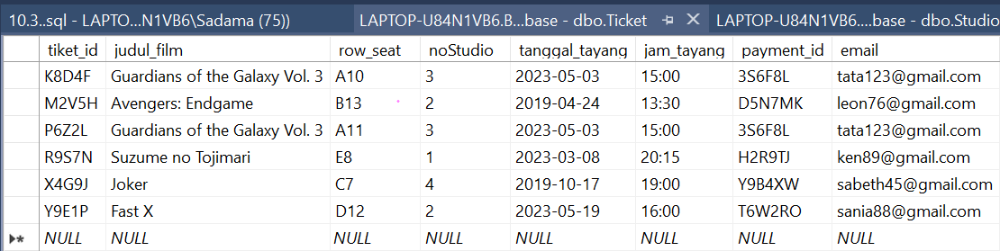 10.3..sql - LAPTO...N1VB6\Sadama (75)) LAPTOP-U84N1VB6.B...base - dbo.Ticket LAPTOP-U84N1VB6....base - dbo.Studio
tiket_id judul_film row_seat noStudio tanggal_tayang jam_tayang payment_id email
K8D4F Guardians of the Galaxy Vol. 3 A10 3 2023-05-03 15:00 3S6F8L tata123@gmail.com
M2V5H Avengers: Endgame B13 2 2019-04-24 13:30 D5N7MK leon76@gmail.com
P6Z2L Guardians of the Galaxy Vol. 3 A11 3 2023-05-03 15:00 3S6F8L tata123@gmail.com
R9S7N Suzume no Tojimari E8 1 2023-03-08 20:15 H2R9TJ ken89@gmail.com
X4G9J Joker C7 4 2019-10-17 19:00 Y9B4XW sabeth45@gmail.com
Y9E1P Fast X D12 2 2023-05-19 16:00 T6W2RO sania88@gmail.com
NULL NULL NULL NULL NULL NULL NULL NULL